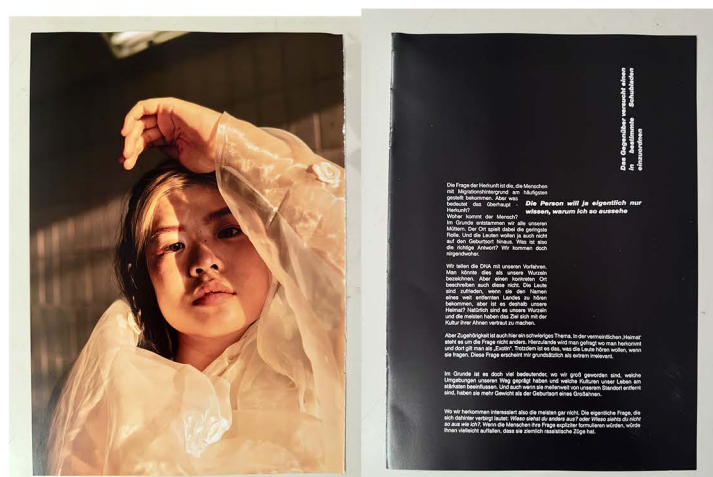 Das Gegenüber versucht einen
in bestimmte Schubladen
einzuordnen
Die Frage der Herkunft ist die, die Menschen
mit Migrationshintergrund am häufigsten
gestellt bekommen. Aber was
bedeutet das überhaupt -
Herkunft?
Die Person will ja eigentlich nur
wissen, warum ich so aussehe
Woher kommt der Mensch?
Im Grunde entstammen wir alle unseren
Müttern. Der Ort spielt dabei die geringste
Rolle. Und die Leuten wollen ja auch nicht
auf den Geburtsort hinaus. Was ist also
die richtige Antwort? Wir kommen doch
nirgendwoher.
Wir teilen die DNA mit unseren Vorfahren.
Man könnte dies als unsere Wurzeln
bezeichnen. Aber einen konkreten Ort
beschreiben auch diese nicht. Die Leute
sind zufrieden, wenn sie den Namen
eines weit entfernten Landes zu hören
bekommen, aber ist es deshalb unsere
Heimat? Natürlich sind es unsere Wurzeln
und die meisten haben das Ziel sich mit der
Kultur ihrer Ahnen vertraut zu machen.
Aber Zugehörigkeit ist auch hier ein schwieriges Thema. In der vermeintlichen ‚Heimat'
steht es um die Frage nicht anders. Hierzulande wird man gefragt wo man herkommt
und dort gilt man als „Exotin". Trotzdem ist es das, was die Leute hören wollen, wenn
sie fragen. Diese Frage erscheint mir grundsätzlich als extrem irrelevant.
Im Grunde ist es doch viel bedeutender, wo wir groß geworden sind, welche
Umgebungen unseren Weg geprägt haben und welche Kulturen unser Leben am
stärksten beeinflussen. Und auch wenn sie meilenweit von unserem Standort entfernt
sind, haben sie mehr Gewicht als der Geburtsort eines Großahnen.
Wo wir herkommen interessiert also die meisten gar nicht. Die eigentliche Frage, die
sich dahinter verbirgt lautet: Wieso siehst du anders aus? oder Wieso siehts du nicht
so aus wie ich?. Wenn die Menschen ihre Frage expliziter formulieren würden, würde
ihnen vielleicht auffallen, dass sie ziemlich rassistische Züge hat.